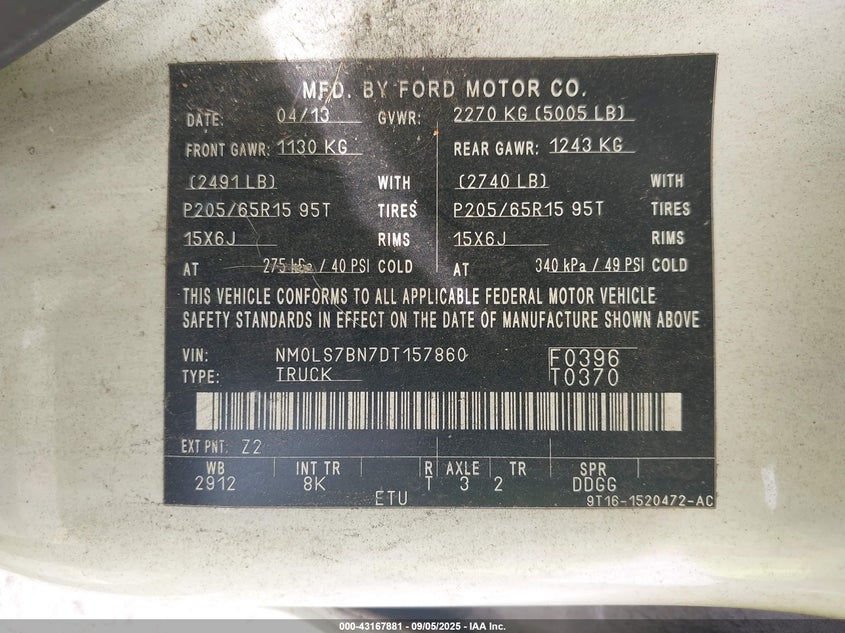 MFD. BY FORD MOTOR CO.
DATE: 04/13 GVWR: 2270 KG (5005 LB)
FRONT GAWR: 1130 KG REAR GAWR: 1243 KG
(2491 LB) WITH (2740 LB) WITH
P205/65R15 95T TIRES P205/65R15 95T TIRES
15X6J RIMS 15X6J RIMS
AT 275 kPa / 40 PSI COLD AT 340 kPa / 49 PSI COLD
THIS VEHICLE CONFORMS TO ALL APPLICABLE FEDERAL MOTOR VEHICLE
SAFETY STANDARDS IN EFFECT ON THE DATE OF MANUFACTURE SHOWN ABOVE
VIN: NM0LS7BN7DT157860 F0396
TYPE: TRUCK T0370
EXT PNT: Z2
WB INT TR R AXLE TR SPR
2912 8K T 3 2 DDGG
ETU 9T16-1520472-AC
000-43167881 - 09/05/2025 - IAA Inc.